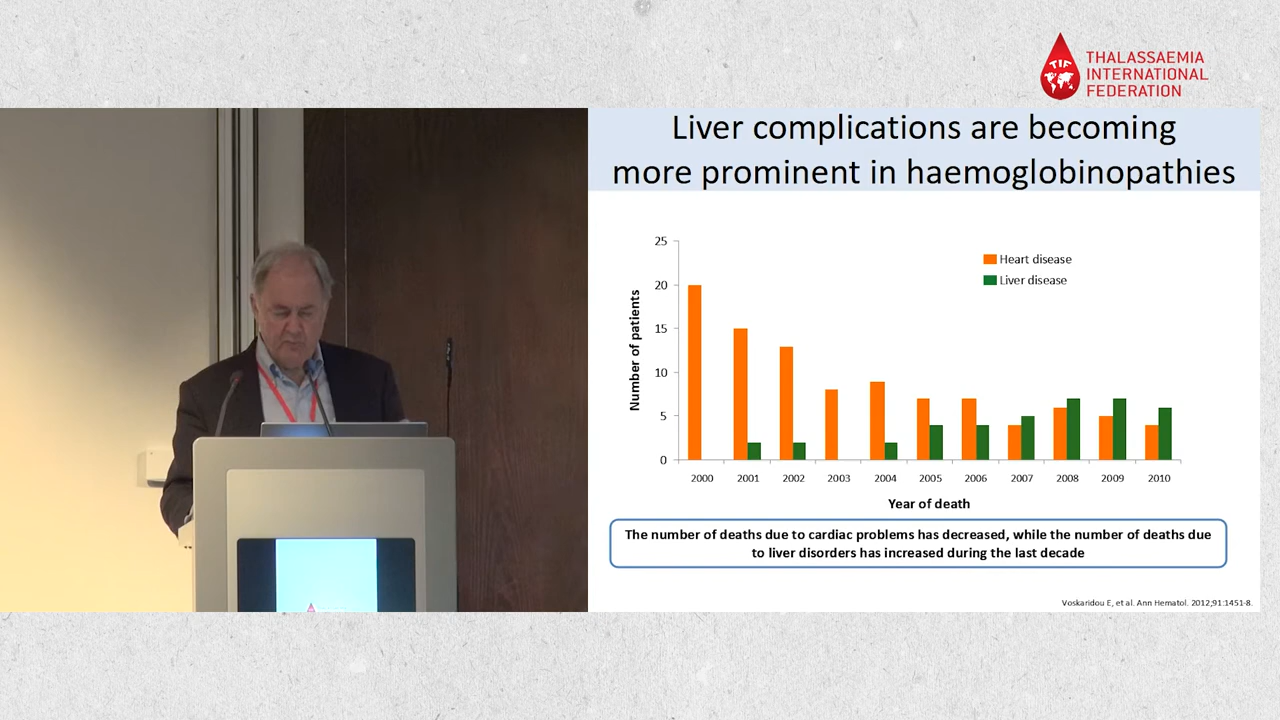 TIF
THALASSAEMIA
INTERNATIONAL
FEDERATION
Liver complications are becoming
more prominent in haemoglobinopathies
25
20
15
10
5
0
Number of patients
Heart disease
Liver disease
2000 2001 2002 2003 2004 2005 2006 2007 2008 2009 2010
Year of death
The number of deaths due to cardiac problems has decreased, while the number of deaths due
to liver disorders has increased during the last decade
Voskaridou E, et al. Ann Hematol. 2012;91:1451-8.